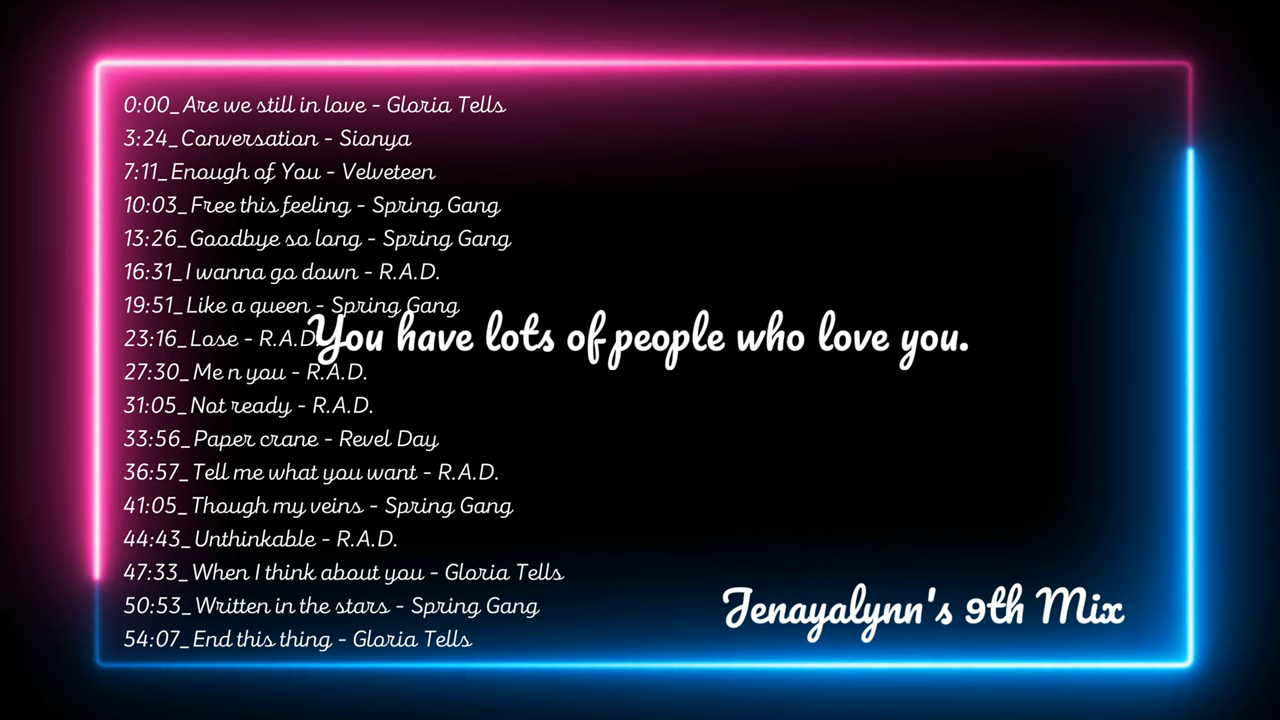 0:00_Are we still in love - Gloria Tells
3:24_Conversation - Sionya
7:11_Enough of You - Velveteen
10:03_Free this feeling - Spring Gang
13:26_Goodbye so long - Spring Gang
16:31_I wanna go down - R.A.D.
19:51_Like a queen - Spring Gang
23:16_Lose - R.A.D.
You have lots of people who love you.
27:30_Me n you - R.A.D.
31:05_Not ready - R.A.D.
33:56_Paper crane - Revel Day
36:57_Tell me what you want - R.A.D.
41:05_Though my veins - Spring Gang
44:43_Unthinkable - R.A.D.
47:33_When I think about you - Gloria Tells
50:53_Written in the stars - Spring Gang
54:07_End this thing - Gloria Tells
Jenayalynn's 9th Mix